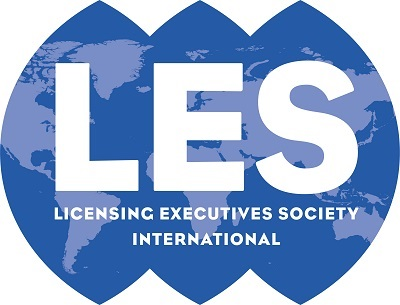 LES
LICENSING EXECUTIVES SOCIETY
INTERNATIONAL